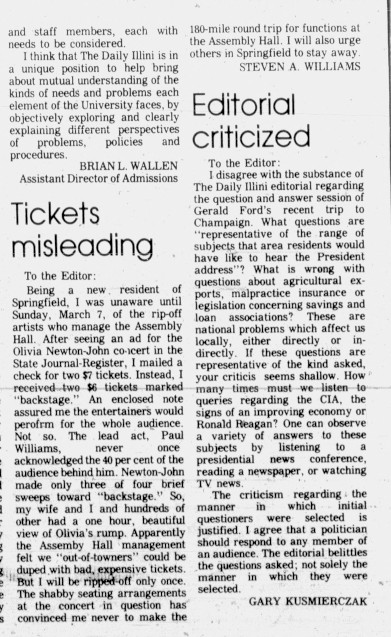 and staff members, each with
needs to be considered.
I think that The Daily Illini is in
a unique position to help bring
about mutual understanding of the
kinds of needs and problems each
element of the University faces, by
objectively exploring and clearly
explaining different perspectives
of problems, policies and
procedures.
BRIAN L. WALLEN
Assistant Director of Admissions
Tickets
misleading
To the Editor:
Being a new resident of
Springfield, I was unaware until
Sunday, March 7, of the rip-off
artists who manage the Assembly
Hall. After seeing an ad for the
Olivia Newton-John concert in the
State Journal-Register, I mailed a
check for two $7 tickets. Instead, I
received two $6 tickets marked
"backstage." An enclosed note
assured me the entertainers would
perofrm for the whole audience.
Not so. The lead act, Paul
Williams, never once
acknowledged the 40 per cent of the
audience behind him. Newton-John
made only three of four brief
sweeps toward "backstage." So,
my wife and I and hundreds of
other had a one hour, beautiful
view of Olivia's rump. Apparently
the Assemby Hall management
felt we "out-of-towners" could be
duped with bad, expensive tickets.
But I will be ripped-off only once.
The shabby seating arrangements
at the concert in question has
convinced me never to make the
180-mile round trip for functions at
the Assembly Hall. I will also urge
others in Springfield to stay away.
STEVEN A. WILLIAMS
Editorial
criticized
To the Editor:
I disagree with the substance of
The Daily Illini editorial regarding
the question and answer session of
Gerald Ford's recent trip to
Champaign. What questions are
"representative of the range of
subjects that area residents would
have like to hear the President
address"? What is wrong with
questions about agricultural ex-
ports, malpractice insurance or
legislation concerning savings and
loan associations? These are
national problems which affect us
locally, either directly or in-
directly. If these questions are
representative of the kind asked,
your critic seems shallow. How
many times must we listen to
queries regarding the CIA, the
signs of an improving economy or
Ronald Reagan? One can observe
a variety of answers to these
subjects by listening to a
presidential news conference,
reading a newspaper, or watching
TV news.
The criticism regarding the
manner in which initial
questioners were selected is
justified. I agree that a politician
should respond to any member of
an audience. The editorial belittles
the questions asked; not solely the
manner in which they were
selected.
GARY KUSMIERCZAK